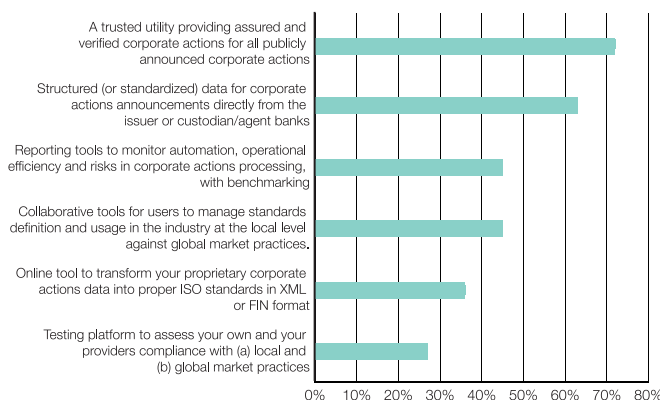 A trusted utility providing assured and
verified corporate actions for all publicly
announced corporate actions
Structured (or standardized) data for corporate
actions announcements directly from the
issuer or custodian/agent banks
Reporting tools to monitor automation, operational
efficiency and risks in corporate actions processing,
with benchmarking
Collaborative tools for users to manage standards
definition and usage in the industry at the local level
against global market practices.
Online tool to transform your proprietary corporate
actions data into proper ISO standards in XML
or FIN format
Testing platform to assess your own and your
providers compliance with (a) local and
(b) global market practices
0% 10% 20% 30% 40% 50% 60% 70% 80%